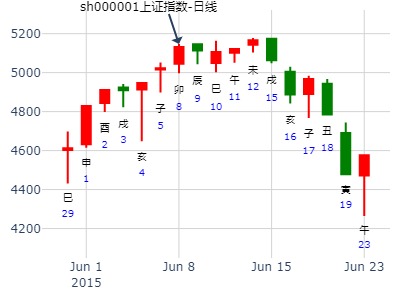 sh000001上证指数-日线
5200
5000
4800
4600
4400
4200
巳
29
申
1
酉
2
戌
3
亥
4
子
5
卯
8
辰
9
巳
10
午
11
未
12
戌
15
亥
16
子
17
丑
18
寅
19
午
23
Jun 1
2015
Jun 8
Jun 15
Jun 23